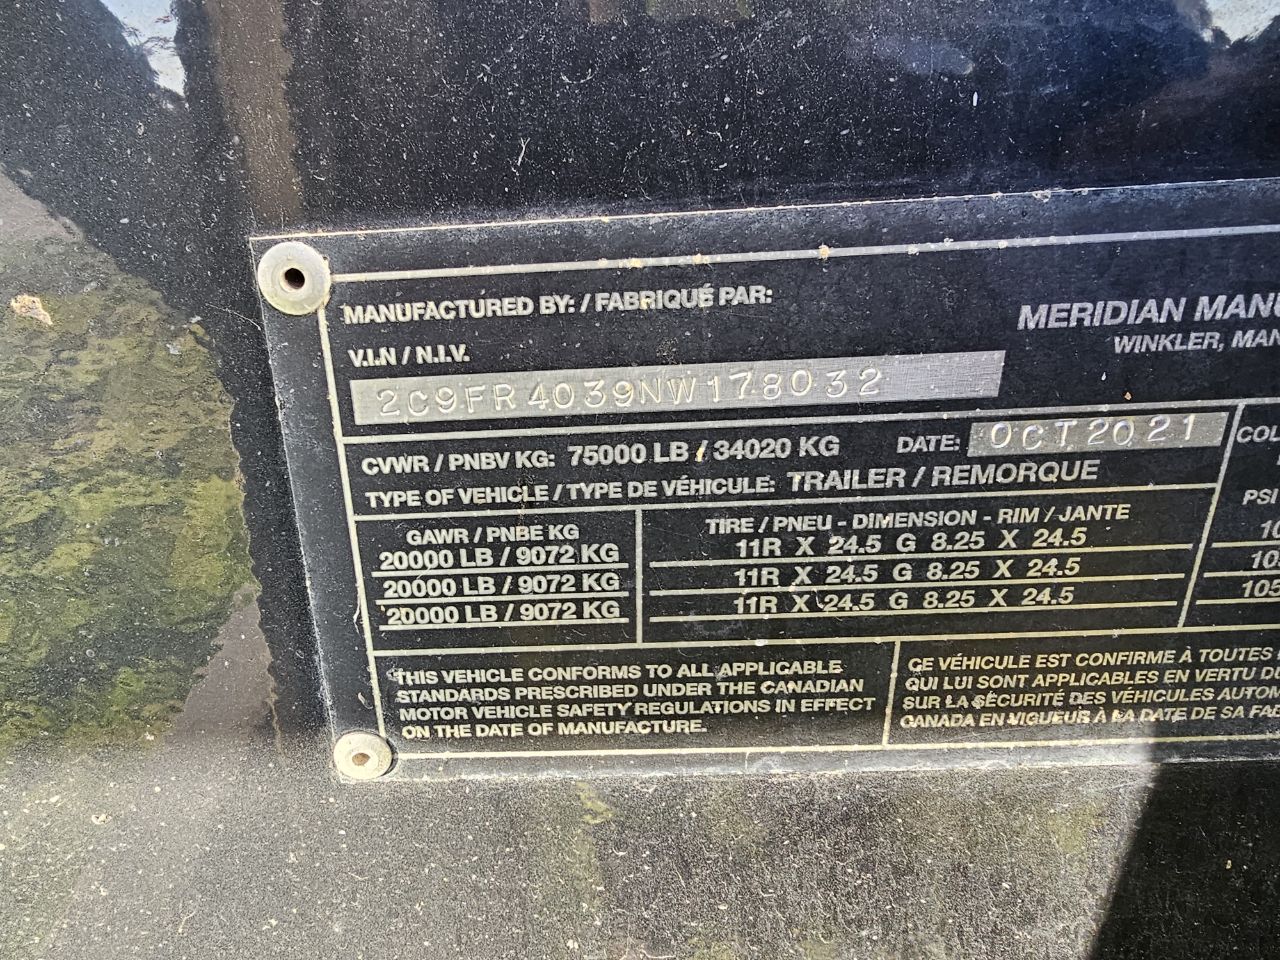 MANUFACTURED BY: / FABRIQUÉ PAR:
MERIDIAN
WINKLER,
V.I.N / N.I.V.
2C9FR4039NW178032
CVWR / PNBV KG: 75000 LB / 34020 KG DATE: OCT2021
TYPE OF VEHICLE / TYPE DE VÉHICULE: TRAILER / REMORQUE
PSI
GAWR / PNBE KG TIRE / PNEU - DIMENSION - RIM / JANTE
20000 LB / 9072 KG 11R X 24.5 G 8.25 X 24.5
20000 LB / 9072 KG 11R X 24.5 G 8.25 X 24.5
20000 LB / 9072 KG 11R X 24.5 G 8.25 X 24.5
THIS VEHICLE CONFORMS TO ALL APPLICABLE
STANDARDS PRESCRIBED UNDER THE CANADIAN
MOTOR VEHICLE SAFETY REGULATIONS IN EFFECT
ON THE DATE OF MANUFACTURE.
CE VÉHICULE EST CONFIRME À TOUTES
QUI LUI SONT APPLICABLES EN VERTU DU
SUR LA SÉCURITÉ DES VÉHICULES
CANADA EN VIGUEUR À LA DATE DE SA